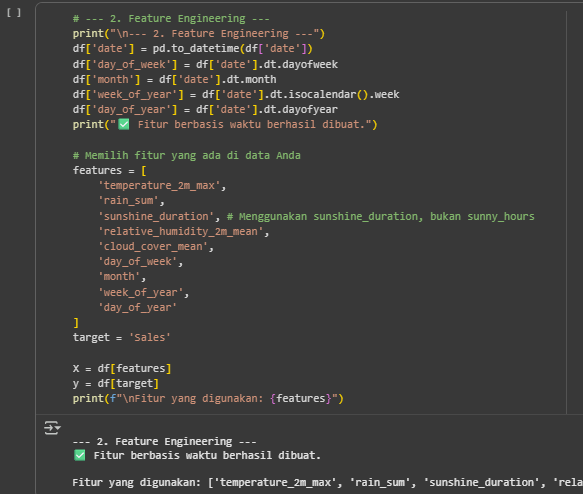 [ ]
# --- 2. Feature Engineering ---
print("\n--- 2. Feature Engineering ---")
df['date'] = pd.to_datetime(df['date'])
df['day_of_week'] = df['date'].dt.dayofweek
df['month'] = df['date'].dt.month
df['week_of_year'] = df['date'].dt.isocalendar().week
df['day_of_year'] = df['date'].dt.dayofyear
print("✅ Fitur berbasis waktu berhasil dibuat.")
# Memilih fitur yang ada di data Anda
features = [
    'temperature_2m_max',
    'rain_sum',
    'sunshine_duration', # Menggunakan sunshine_duration, bukan sunny_hours
    'relative_humidity_2m_mean',
    'cloud_cover_mean',
    'day_of_week',
    'month',
    'week_of_year',
    'day_of_year'
]
target = 'Sales'
X = df[features]
y = df[target]
print(f"\nFitur yang digunakan: {features}")
--- 2. Feature Engineering ---
✅ Fitur berbasis waktu berhasil dibuat.
Fitur yang digunakan: ['temperature_2m_max', 'rain_sum', 'sunshine_duration', 'rela